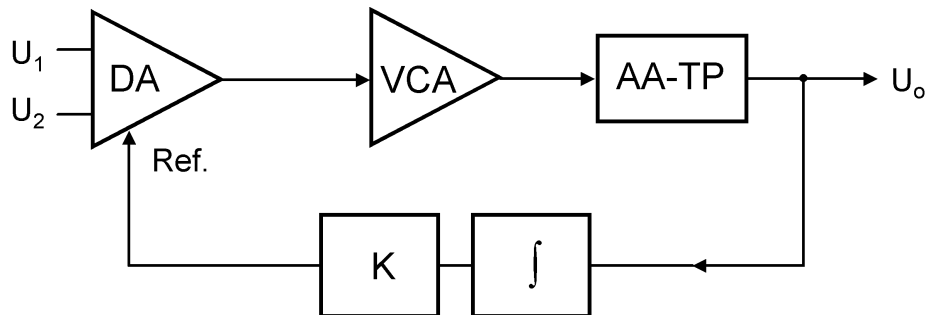 U₁
U₂
DA
VCA
AA-TP
Uₒ
Ref.
K
∫